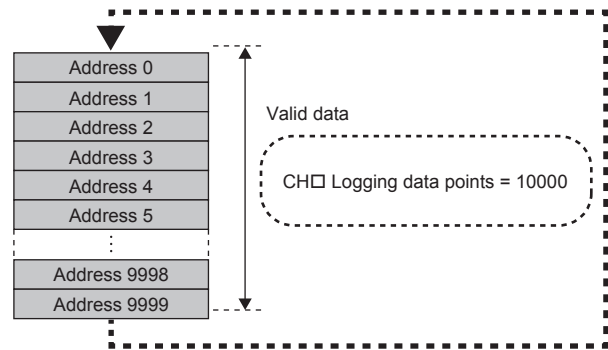 Address 0
Address 1
Address 2
Address 3
Address 4
Address 5
⋮
Address 9998
Address 9999
Valid data
CH□ Logging data points = 10000